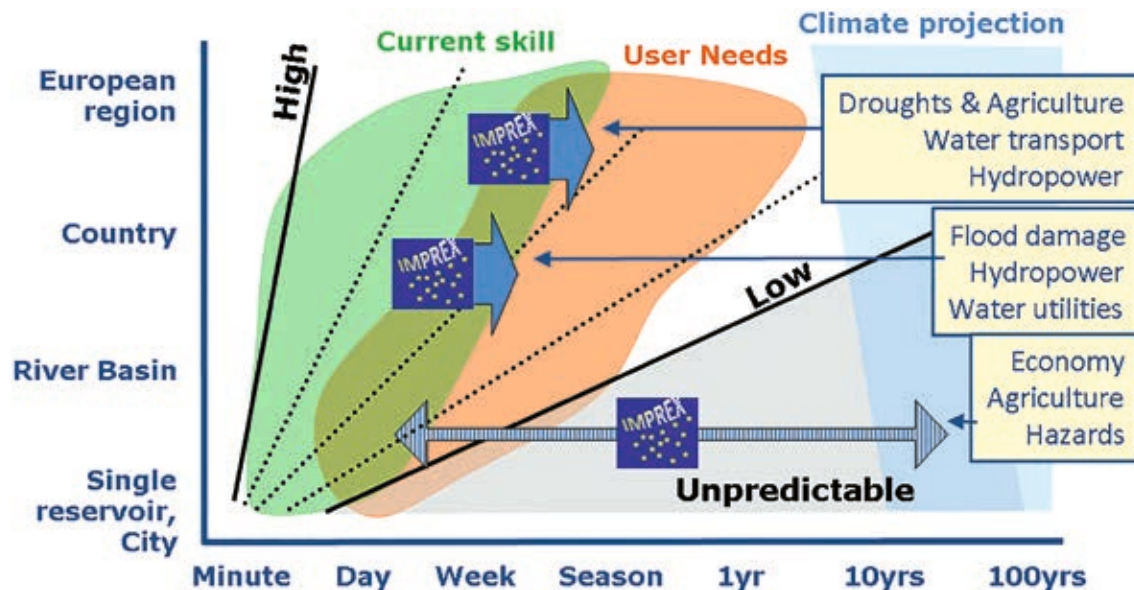 Climate projection
Current skill
User Needs
European
region
High
IMPREX
Droughts & Agriculture
Water transport
Hydropower
Country
IMPREX
Flood damage
Hydropower
Water utilities
Low
River Basin
Economy
Agriculture
Hazards
IMPREX
Single
reservoir,
City
Unpredictable
Minute Day Week Season 1yr 10yrs 100yrs